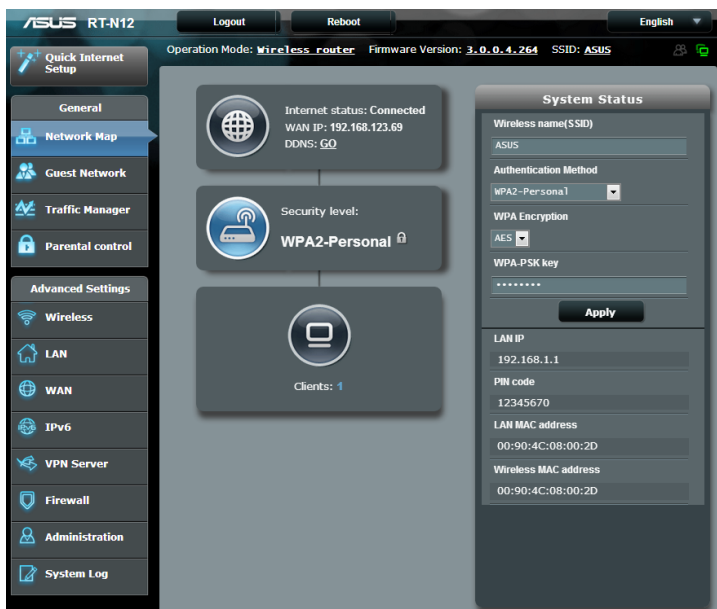 ASUS RT-N12
Logout
Reboot
English
Operation Mode: Wireless router Firmware Version: 3.0.0.4.264 SSID: ASUS
Quick Internet
Setup
General
Network Map
Guest Network
Traffic Manager
Parental control
Advanced Settings
Wireless
LAN
WAN
IPv6
VPN Server
Firewall
Administration
System Log
Internet status: Connected
WAN IP: 192.168.123.69
DDNS: GO
Security level:
WPA2-Personal
Clients: 1
System Status
Wireless name(SSID)
ASUS
Authentication Method
WPA2-Personal
WPA Encryption
AES
WPA-PSK key
••••••••
Apply
LAN IP
192.168.1.1
PIN code
12345670
LAN MAC address
00:90:4C:08:00:2D
Wireless MAC address
00:90:4C:08:00:2D